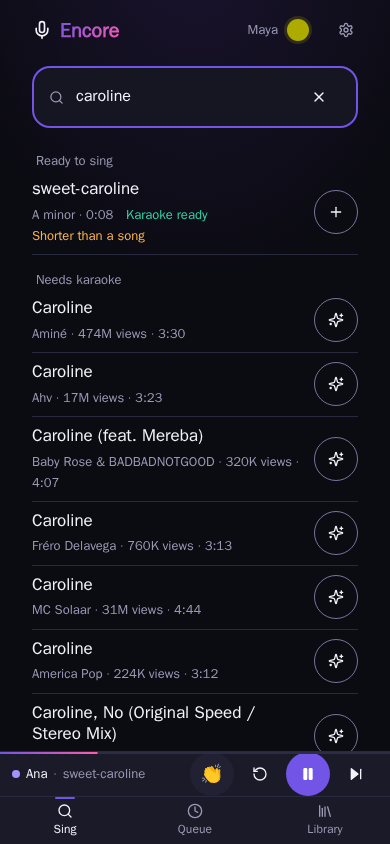 Encore
Maya
caroline
Ready to sing
sweet-caroline
A minor · 0:08 Karaoke ready
Shorter than a song
Needs karaoke
Caroline
Aminé · 474M views · 3:30
Caroline
Ahv · 17M views · 3:23
Caroline (feat. Mereba)
Baby Rose & BADBADNOTGOOD · 320K views ·
4:07
Caroline
Fréro Delavega · 760K views · 3:13
Caroline
MC Solaar · 31M views · 4:44
Caroline
America Pop · 224K views · 3:12
Caroline, No (Original Speed /
Stereo Mix)
Ana · sweet-caroline
Sing Queue Library